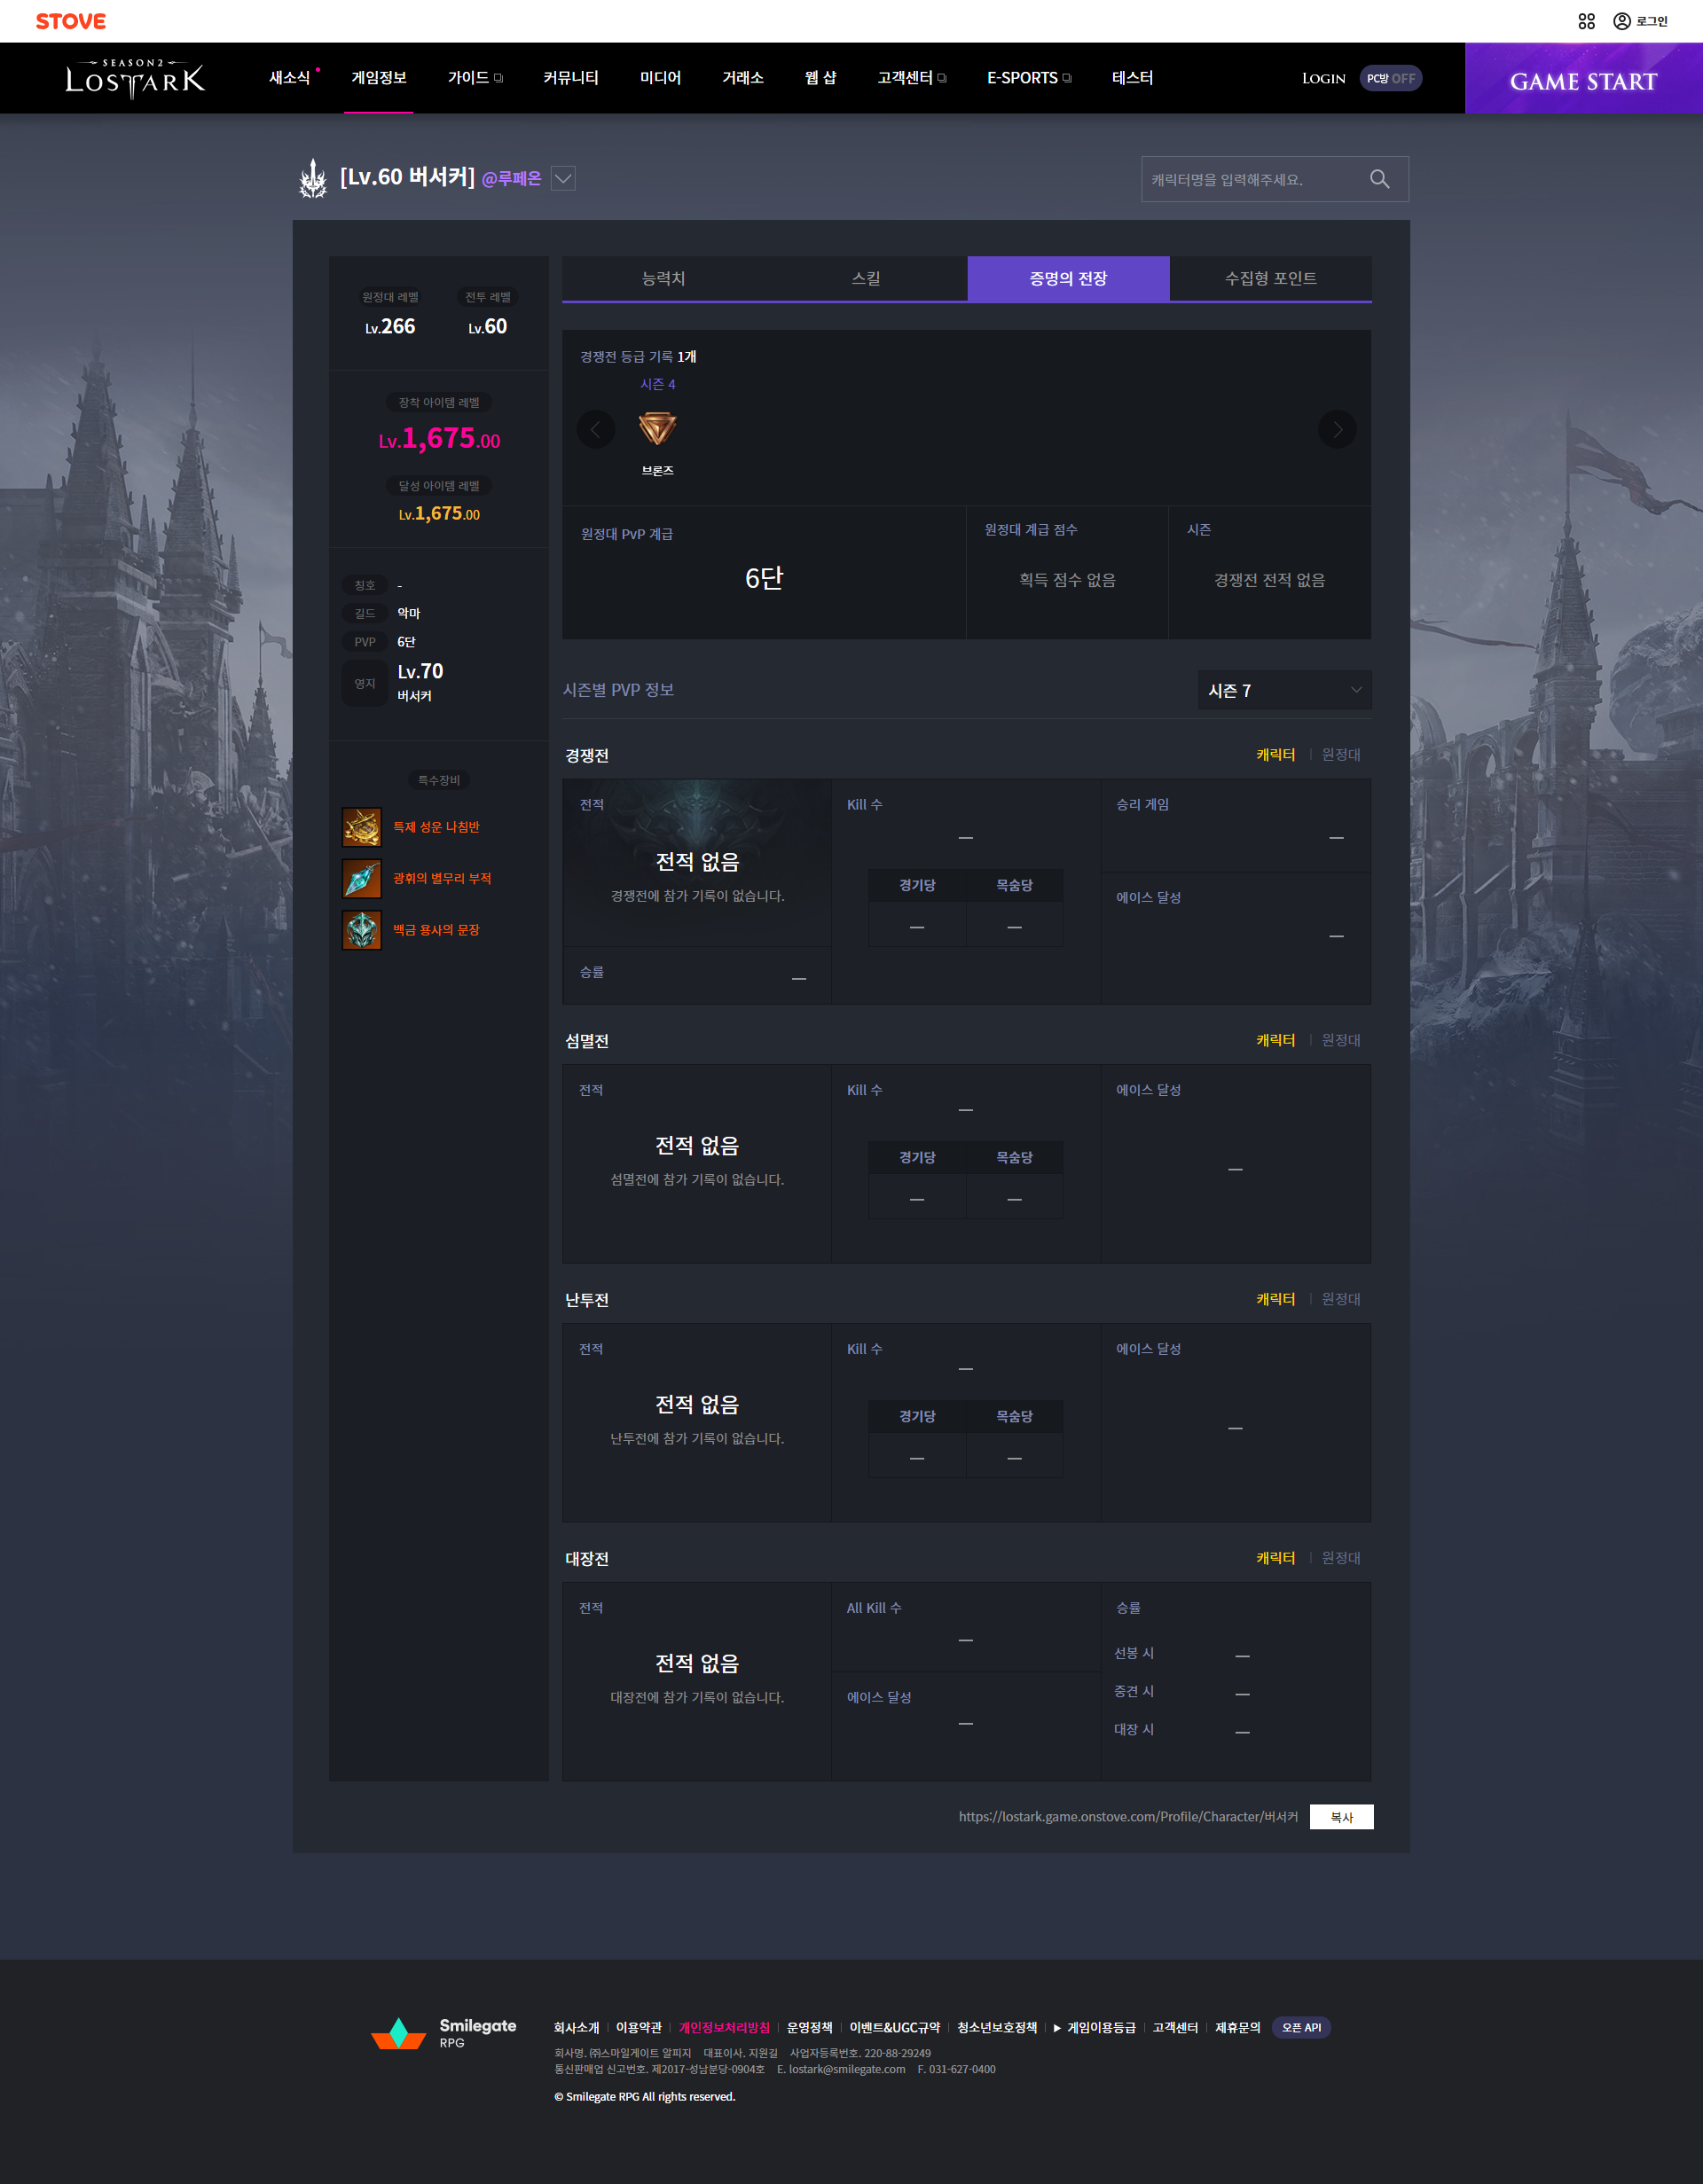 STOVE
로그인
SEASON2
LOSTARK
새소식 게임정보 가이드 커뮤니티 미디어 거래소 웹 샵 고객센터 E-SPORTS 테스터
LOGIN PC방 OFF
GAME START
[Lv.60 버서커] @루페온
캐릭터명을 입력해주세요.
원정대 레벨 전투 레벨
Lv.266 Lv.60
장착 아이템 레벨
Lv.1,675.00
달성 아이템 레벨
Lv.1,675.00
칭호 -
길드 악마
PVP 6단
영지 Lv.70
버서커
특수장비
특제 성운 나침반
광휘의 별무리 부적
백금 용사의 문장
능력치 스킬 증명의 전장 수집형 포인트
경쟁전 등급 기록 1개
시즌 4
브론즈
원정대 PvP 계급 원정대 계급 점수 시즌
6단 획득 점수 없음 경쟁전 전적 없음
시즌별 PVP 정보 시즌 7
경쟁전 캐릭터 원정대
전적 Kill 수 승리 게임
— —
전적 없음
경쟁전에 참가 기록이 없습니다.
경기당 목숨당 에이스 달성
— — —
승률 —
섬멸전 캐릭터 원정대
전적 Kill 수 에이스 달성
—
전적 없음
섬멸전에 참가 기록이 없습니다.
경기당 목숨당
— — —
난투전 캐릭터 원정대
전적 Kill 수 에이스 달성
—
전적 없음
난투전에 참가 기록이 없습니다.
경기당 목숨당
— — —
대장전 캐릭터 원정대
전적 All Kill 수 승률
—
전적 없음
대장전에 참가 기록이 없습니다.
에이스 달성
—
선봉 시 —
중견 시 —
대장 시 —
https://lostark.game.onstove.com/Profile/Character/버서커 복사
Smilegate
RPG
회사소개 이용약관 개인정보처리방침 운영정책 이벤트&UGC규약 청소년보호정책 ▶ 게임이용등급 고객센터 제휴문의 오픈 API
회사명. ㈜스마일게이트 알피지 대표이사. 지원길 사업자등록번호. 220-88-29249
통신판매업 신고번호. 제2017-성남분당-0904호 E. lostark@smilegate.com F. 031-627-0400
© Smilegate RPG All rights reserved.